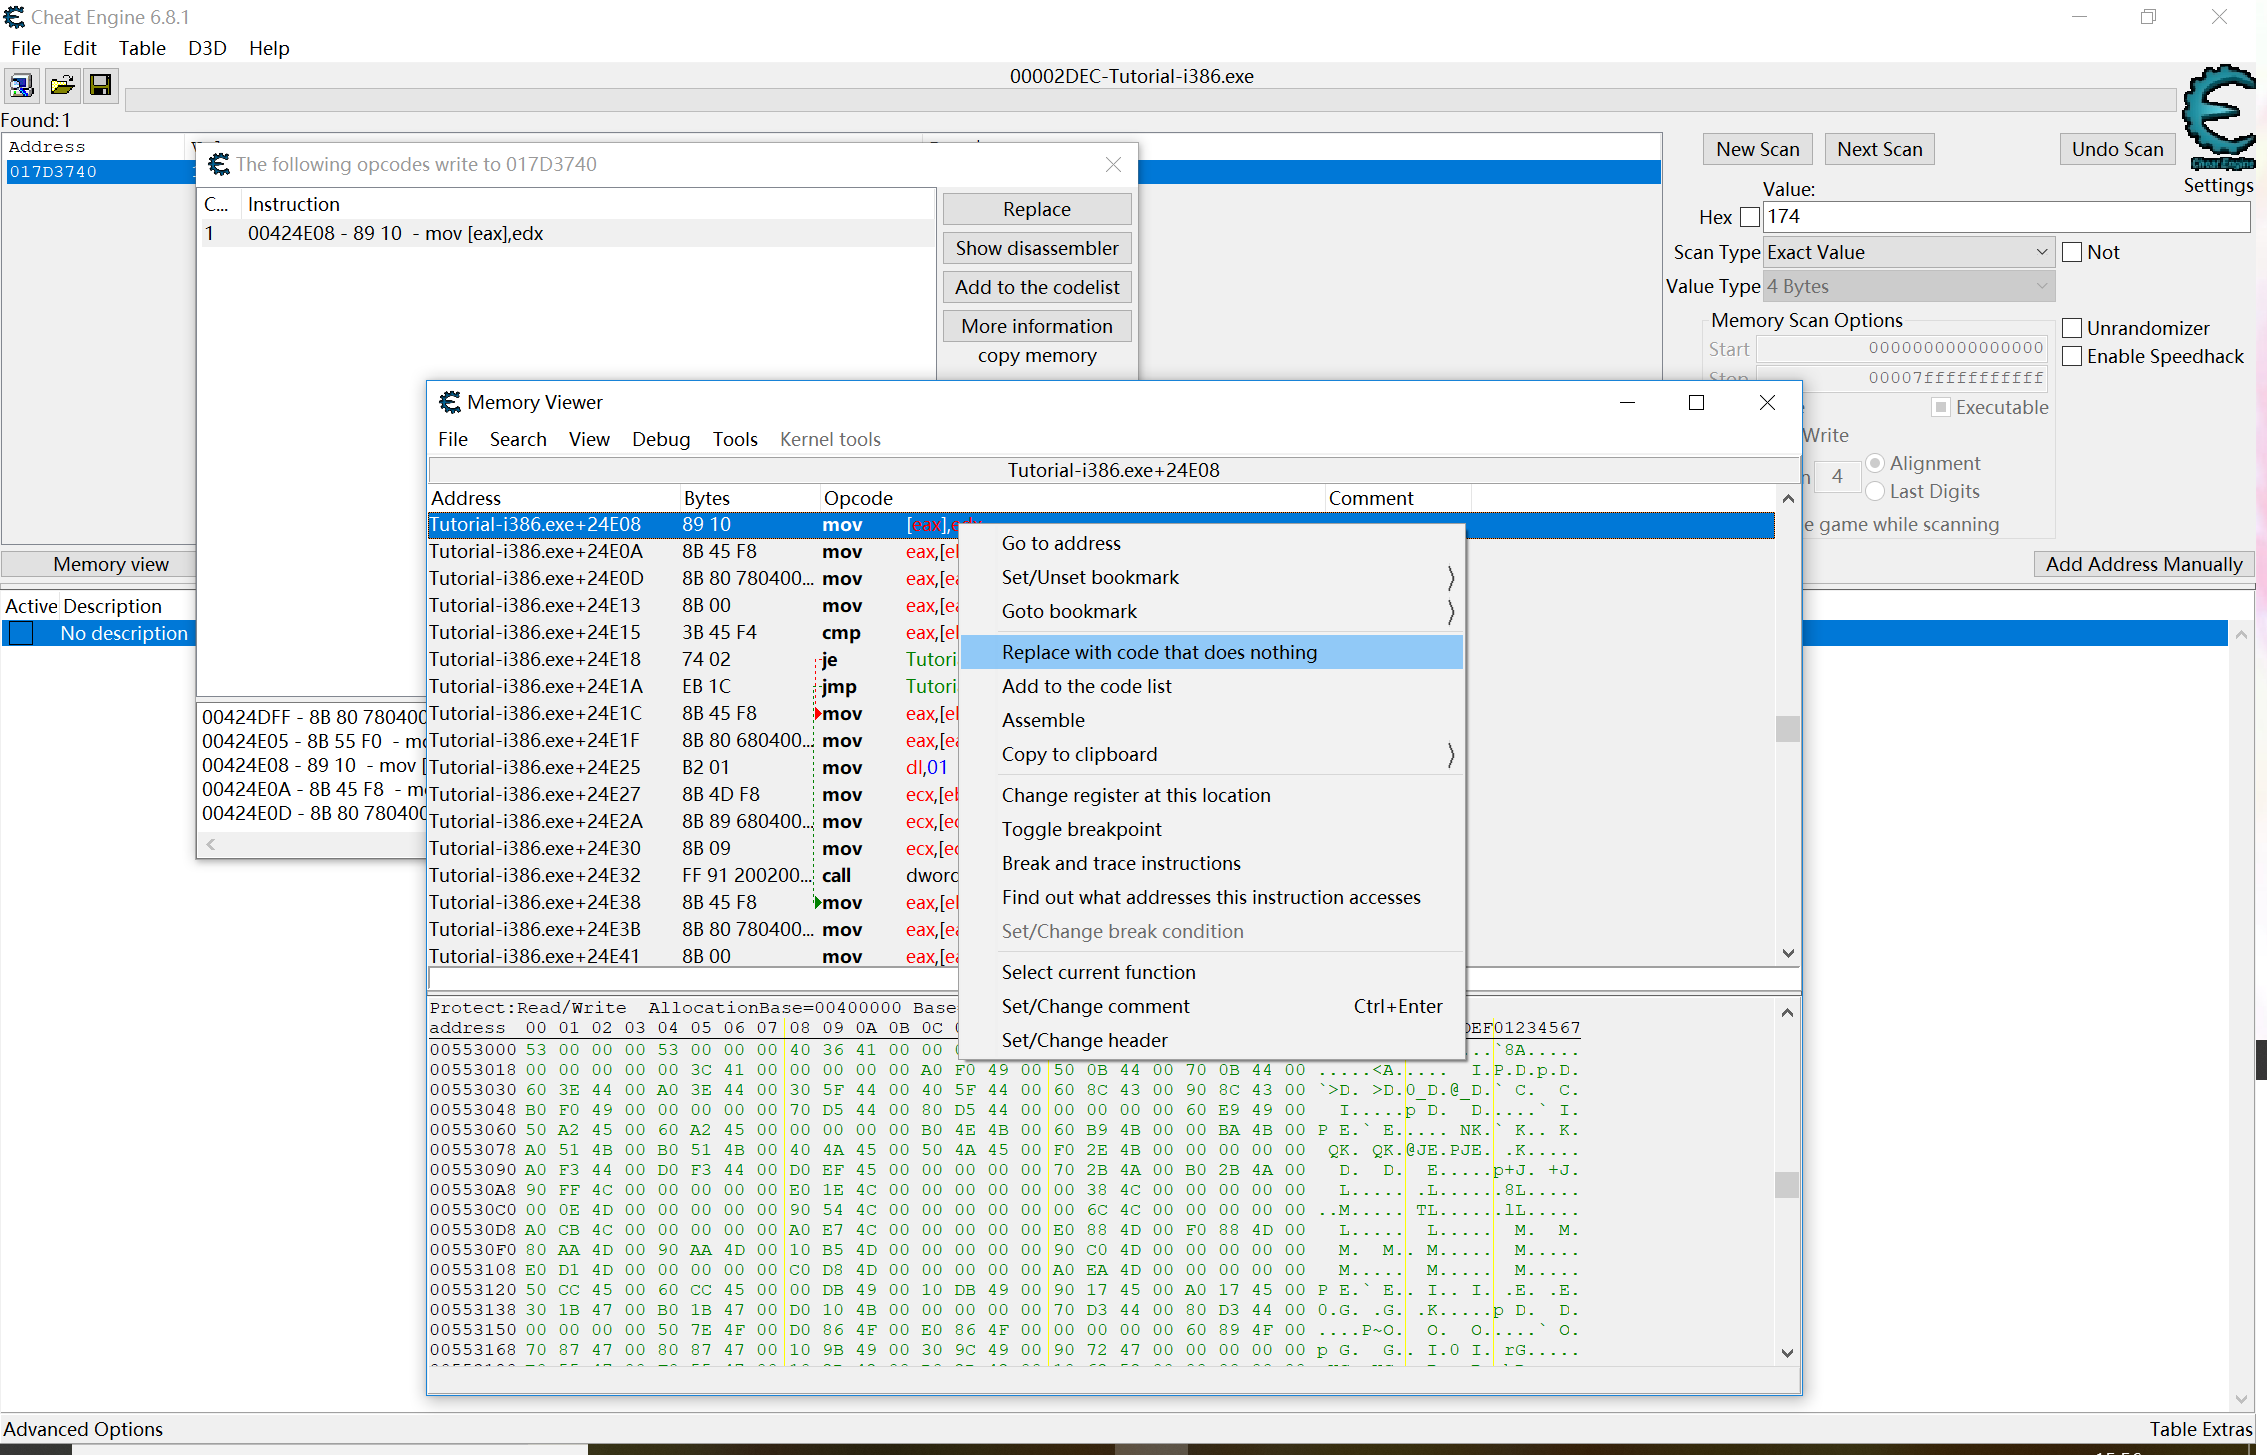 Cheat Engine 6.8.1
File Edit Table D3D Help
00002DEC-Tutorial-i386.exe
Found: 1
Address
017D3740
New Scan Next Scan Undo Scan
Cheat Engine
Settings
Value:
Hex 174
Scan Type Exact Value Not
Value Type 4 Bytes
Memory Scan Options
Start 0000000000000000
Stop 00007fffffffffff
Unrandomizer
Enable Speedhack
Executable
Write
4 Alignment
Last Digits
e game while scanning
Memory view
Add Address Manually
Active Description
No description
Advanced Options
Table Extras
The following opcodes write to 017D3740
C... Instruction
1 00424E08 - 89 10 - mov [eax],edx
Replace
Show disassembler
Add to the codelist
More information
copy memory
00424DFF - 8B 80 780400
00424E05 - 8B 55 F0 - mo
00424E08 - 89 10 - mov [
00424E0A - 8B 45 F8 - mo
00424E0D - 8B 80 780400
Memory Viewer
File Search View Debug Tools Kernel tools
Tutorial-i386.exe+24E08
Address Bytes Opcode Comment
Tutorial-i386.exe+24E08 89 10 mov [eax],edx
Tutorial-i386.exe+24E0A 8B 45 F8 mov eax,[e
Tutorial-i386.exe+24E0D 8B 80 780400... mov eax,[ea
Tutorial-i386.exe+24E13 8B 00 mov eax,[ea
Tutorial-i386.exe+24E15 3B 45 F4 cmp eax,[e
Tutorial-i386.exe+24E18 74 02 je Tutori
Tutorial-i386.exe+24E1A EB 1C jmp Tutori
Tutorial-i386.exe+24E1C 8B 45 F8 mov eax,[e
Tutorial-i386.exe+24E1F 8B 80 680400... mov eax,[ea
Tutorial-i386.exe+24E25 B2 01 mov dl,01
Tutorial-i386.exe+24E27 8B 4D F8 mov ecx,[e
Tutorial-i386.exe+24E2A 8B 89 680400... mov ecx,[ec
Tutorial-i386.exe+24E30 8B 09 mov ecx,[ec
Tutorial-i386.exe+24E32 FF 91 200200... call dword
Tutorial-i386.exe+24E38 8B 45 F8 mov eax,[e
Tutorial-i386.exe+24E3B 8B 80 780400... mov eax,[ea
Tutorial-i386.exe+24E41 8B 00 mov eax,[ea
Go to address
Set/Unset bookmark
Goto bookmark
Replace with code that does nothing
Add to the code list
Assemble
Copy to clipboard
Change register at this location
Toggle breakpoint
Break and trace instructions
Find out what addresses this instruction accesses
Set/Change break condition
Select current function
Set/Change comment Ctrl+Enter
Set/Change header
Protect:Read/Write AllocationBase=00400000 Base
address 00 01 02 03 04 05 06 07 08 09 0A 0B 0C DEF01234567
00553000 53 00 00 00 53 00 00 00 40 36 41 00 00 ..`8A.....
00553018 00 00 00 00 00 3C 41 00 00 00 00 00 A0 F0 49 00 50 0B 44 00 70 0B 44 00 .....<A..... I.P.D.p.D.
00553030 60 3E 44 00 A0 3E 44 00 30 5F 44 00 40 5F 44 00 60 8C 43 00 90 8C 43 00 `>D. >D.0_D.@_D.` C. C.
00553048 B0 F0 49 00 00 00 00 00 70 D5 44 00 80 D5 44 00 00 00 00 00 60 E9 49 00 I.....p D. D.....` I.
00553060 50 A2 45 00 60 A2 45 00 00 00 00 00 B0 4E 4B 00 60 B9 4B 00 00 BA 4B 00 P E.` E..... NK.` K.. K.
00553078 A0 51 4B 00 B0 51 4B 00 40 4A 45 00 50 4A 45 00 F0 2E 4B 00 00 00 00 00 QK. QK.@JE.PJE. .K.....
00553090 A0 F3 44 00 D0 F3 44 00 D0 EF 45 00 00 00 00 00 70 2B 4A 00 B0 2B 4A 00 D. D. E.....p+J. +J.
005530A8 90 FF 4C 00 00 00 00 00 E0 1E 4C 00 00 00 00 00 00 38 4C 00 00 00 00 00 L..... .L......8L.....
005530C0 00 0E 4D 00 00 00 00 00 90 54 4C 00 00 00 00 00 00 6C 4C 00 00 00 00 00 ..M..... TL......lL.....
005530D8 A0 CB 4C 00 00 00 00 00 A0 E7 4C 00 00 00 00 00 E0 88 4D 00 F0 88 4D 00 L..... L..... M. M.
005530F0 80 AA 4D 00 90 AA 4D 00 10 B5 4D 00 00 00 00 00 90 C0 4D 00 00 00 00 00 M. M.. M..... M.....
00553108 E0 D1 4D 00 00 00 00 00 C0 D8 4D 00 00 00 00 00 A0 EA 4D 00 00 00 00 00 M..... M..... M.....
00553120 50 CC 45 00 60 CC 45 00 00 DB 49 00 10 DB 49 00 90 17 45 00 A0 17 45 00 P E.` E.. I.. I. .E. .E.
00553138 30 1B 47 00 B0 1B 47 00 D0 10 4B 00 00 00 00 00 70 D3 44 00 80 D3 44 00 0.G. .G. .K.....p D. D.
00553150 00 00 00 00 50 7E 4F 00 D0 86 4F 00 E0 86 4F 00 00 00 00 00 60 89 4F 00 ....P~O. O. O.....` O.
00553168 70 87 47 00 80 87 47 00 10 9B 49 00 30 9C 49 00 90 72 47 00 00 00 00 00 p G. G.. I.0 I. rG.....